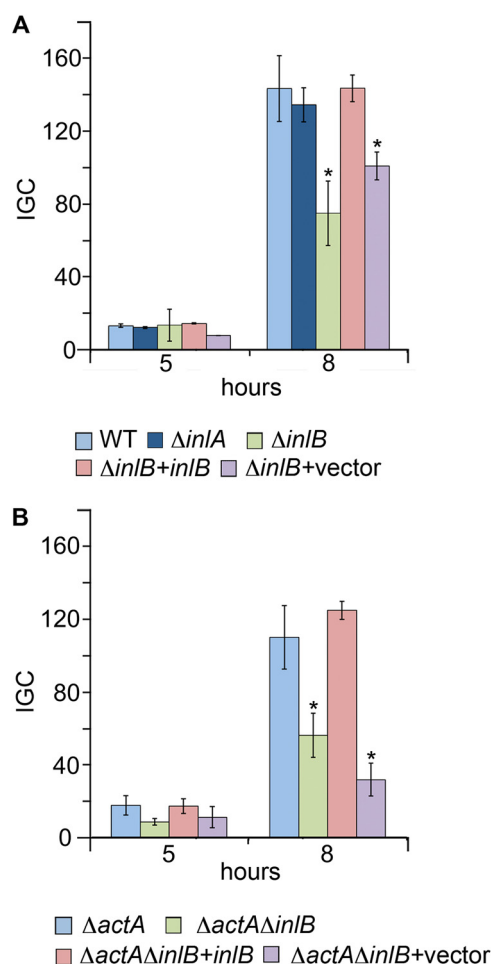 A
160
120
80
40
0
IGC
* *
5 8
hours
WT ΔinlA ΔinlB
ΔinlB+inlB ΔinlB+vector
B
160
120
80
40
0
IGC
* *
5 8
hours
ΔactA ΔactAΔinlB
ΔactAΔinlB+inlB ΔactAΔinlB+vector